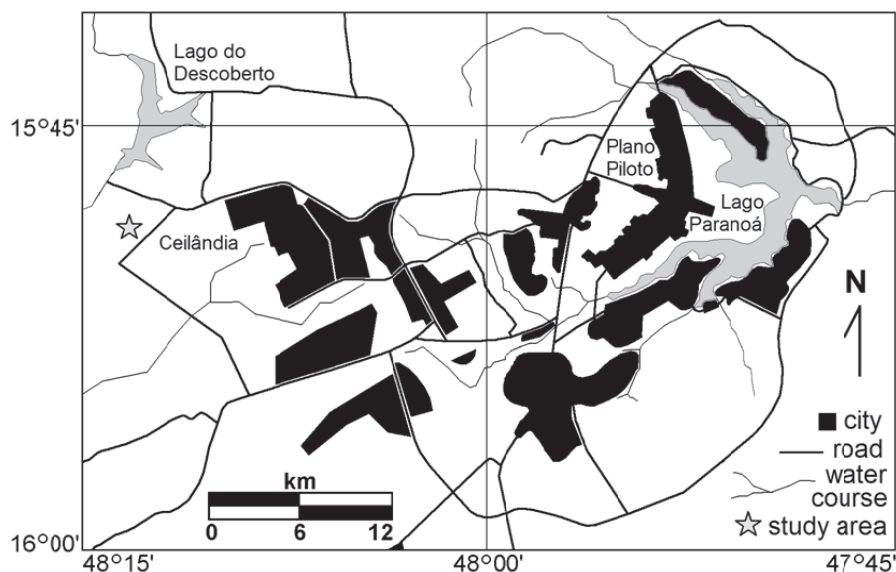 Lago do
Descoberto
15°45'
Plano
Piloto
Lago
Paranoá
Ceilândia
N
city
road
water
course
study area
km
0 6 12
16°00'
48°15' 48°00' 47°45'